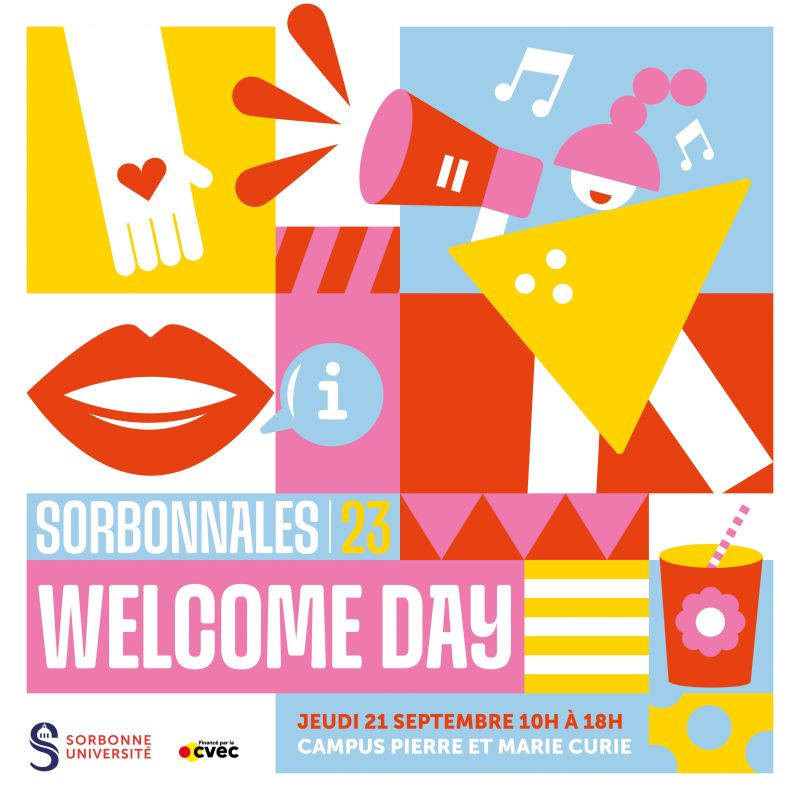 i
SORBONNALES | 23
WELCOME DAY
JEUDI 21 SEPTEMBRE 10H À 18H
CAMPUS PIERRE ET MARIE CURIE
S
SORBONNE
UNIVERSITÉ
Financé par la
cvec